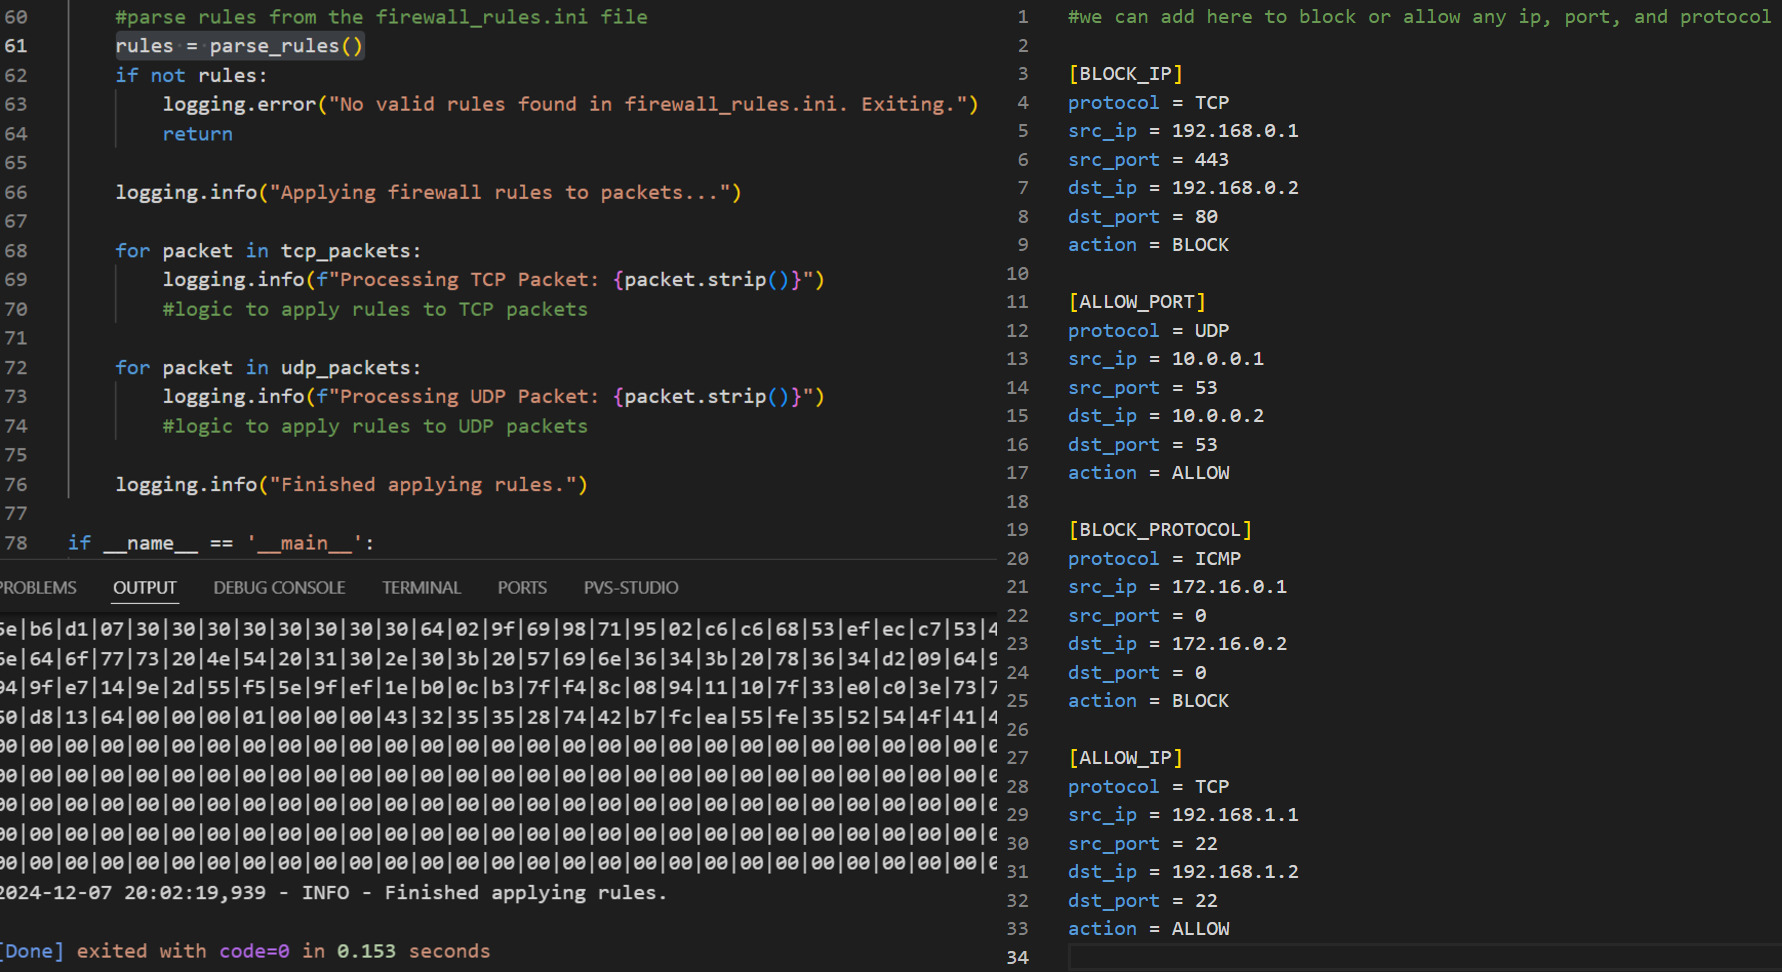 60 #parse rules from the firewall_rules.ini file
61 rules = parse_rules()
62 if not rules:
63 logging.error("No valid rules found in firewall_rules.ini. Exiting.")
64 return
65
66 logging.info("Applying firewall rules to packets...")
67
68 for packet in tcp_packets:
69 logging.info(f"Processing TCP Packet: {packet.strip()}")
70 #logic to apply rules to TCP packets
71
72 for packet in udp_packets:
73 logging.info(f"Processing UDP Packet: {packet.strip()}")
74 #logic to apply rules to UDP packets
75
76 logging.info("Finished applying rules.")
77
78 if __name__ == '__main__':
PROBLEMS OUTPUT DEBUG CONSOLE TERMINAL PORTS PVS-STUDIO
5e|b6|d1|07|30|30|30|30|30|30|30|30|64|02|9f|69|98|71|95|02|c6|c6|68|53|ef|ec|c7|53|4
6e|64|6f|77|73|20|4e|54|20|31|30|2e|30|3b|20|57|69|6e|36|34|3b|20|78|36|34|d2|09|64|9
94|9f|e7|14|9e|2d|55|f5|5e|9f|ef|1e|b0|0c|b3|7f|f4|8c|08|94|11|10|7f|33|e0|c0|3e|73|7
50|d8|13|64|00|00|00|01|00|00|00|43|32|35|35|28|74|42|b7|fc|ea|55|fe|35|52|54|4f|41|4
00|00|00|00|00|00|00|00|00|00|00|00|00|00|00|00|00|00|00|00|00|00|00|00|00|00|00|00|0
00|00|00|00|00|00|00|00|00|00|00|00|00|00|00|00|00|00|00|00|00|00|00|00|00|00|00|00|0
00|00|00|00|00|00|00|00|00|00|00|00|00|00|00|00|00|00|00|00|00|00|00|00|00|00|00|00|0
00|00|00|00|00|00|00|00|00|00|00|00|00|00|00|00|00|00|00|00|00|00|00|00|00|00|00|00|0
00|00|00|00|00|00|00|00|00|00|00|00|00|00|00|00|00|00|00|00|00|00|00|00|00|00|00|00|0
2024-12-07 20:02:19,939 - INFO - Finished applying rules.
[Done] exited with code=0 in 0.153 seconds
1 #we can add here to block or allow any ip, port, and protocol
2
3 [BLOCK_IP]
4 protocol = TCP
5 src_ip = 192.168.0.1
6 src_port = 443
7 dst_ip = 192.168.0.2
8 dst_port = 80
9 action = BLOCK
10
11 [ALLOW_PORT]
12 protocol = UDP
13 src_ip = 10.0.0.1
14 src_port = 53
15 dst_ip = 10.0.0.2
16 dst_port = 53
17 action = ALLOW
18
19 [BLOCK_PROTOCOL]
20 protocol = ICMP
21 src_ip = 172.16.0.1
22 src_port = 0
23 dst_ip = 172.16.0.2
24 dst_port = 0
25 action = BLOCK
26
27 [ALLOW_IP]
28 protocol = TCP
29 src_ip = 192.168.1.1
30 src_port = 22
31 dst_ip = 192.168.1.2
32 dst_port = 22
33 action = ALLOW
34